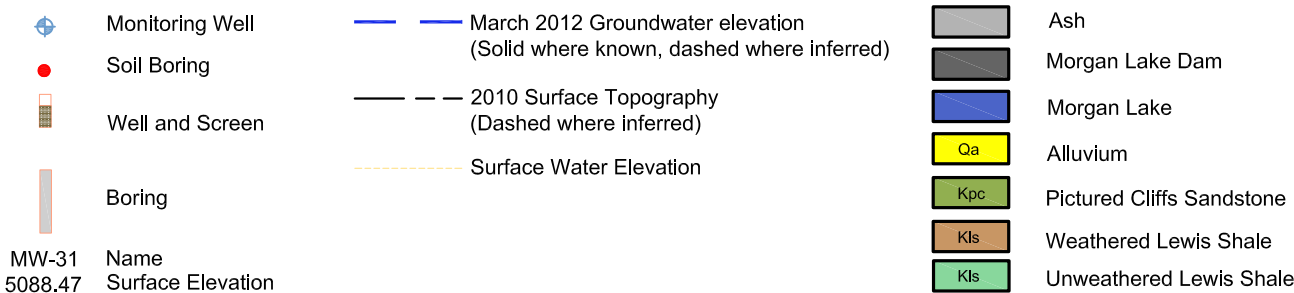 Monitoring Well
Soil Boring
Well and Screen
Boring
MW-31 Name
5088.47 Surface Elevation
March 2012 Groundwater elevation
(Solid where known, dashed where inferred)
2010 Surface Topography
(Dashed where inferred)
Surface Water Elevation
Ash
Morgan Lake Dam
Morgan Lake
Qa Alluvium
Kpc Pictured Cliffs Sandstone
Kls Weathered Lewis Shale
Kls Unweathered Lewis Shale